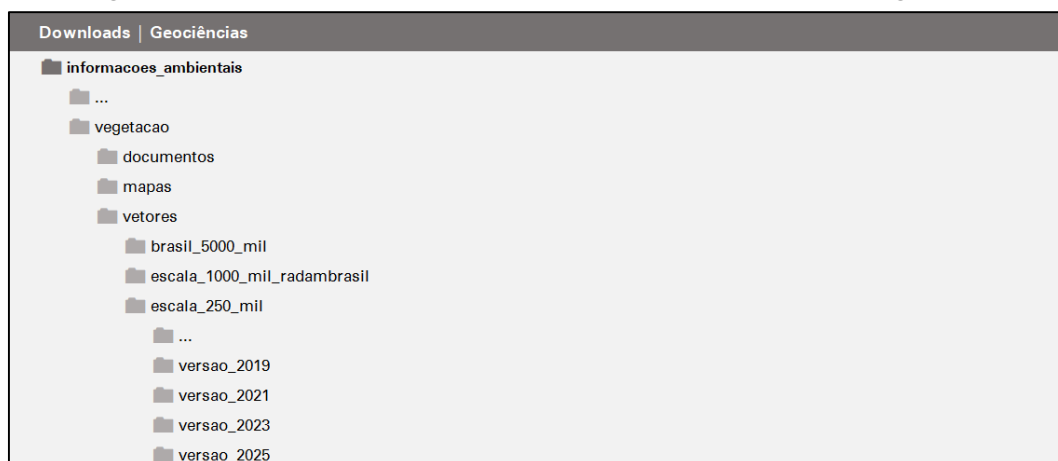 Downloads | Geociências
informacoes_ambientais
...
vegetacao
documentos
mapas
vetores
brasil_5000_mil
escala_1000_mil_radambrasil
escala_250_mil
...
versao_2019
versao_2021
versao_2023
versao_2025